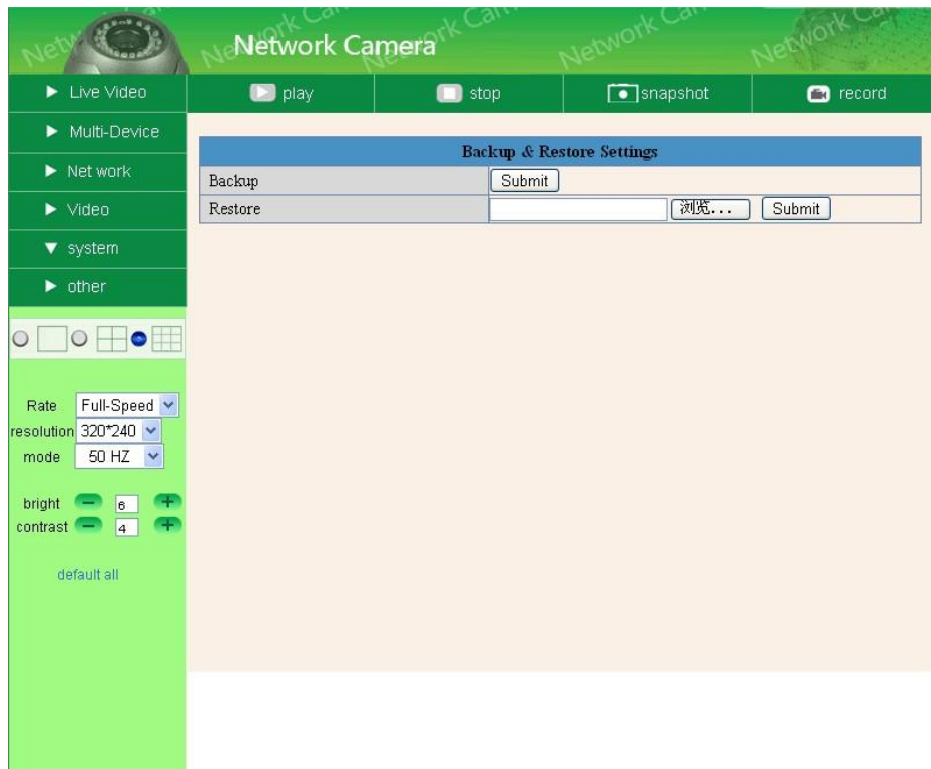 Network Camera
Live Video
play
stop
snapshot
record
Multi-Device
Net work
Video
system
other
Backup & Restore Settings
Backup
Submit
Restore
浏览...
Submit
Rate
Full-Speed
resolution
320*240
mode
50 HZ
bright
6
contrast
4
default all